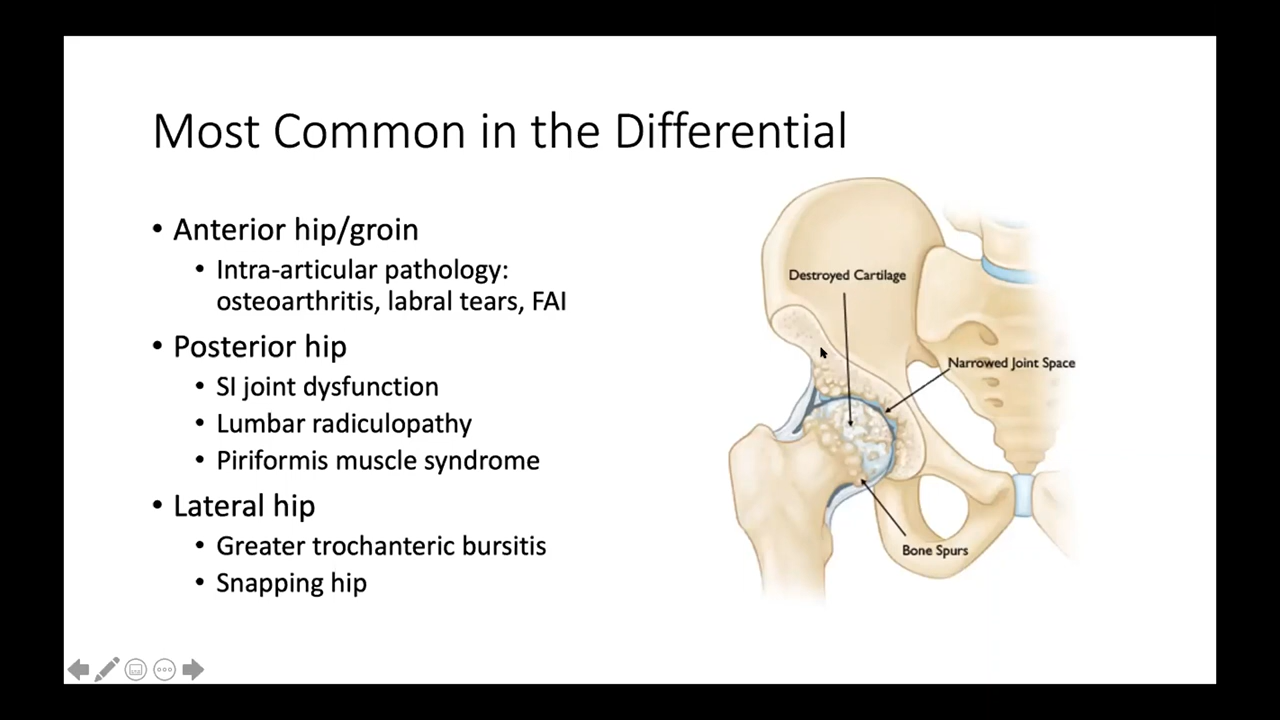 Most Common in the Differential
• Anterior hip/groin
• Intra-articular pathology:
osteoarthritis, labral tears, FAI
• Posterior hip
• SI joint dysfunction
• Lumbar radiculopathy
• Piriformis muscle syndrome
• Lateral hip
• Greater trochanteric bursitis
• Snapping hip
Destroyed Cartilage
Narrowed Joint Space
Bone Spurs